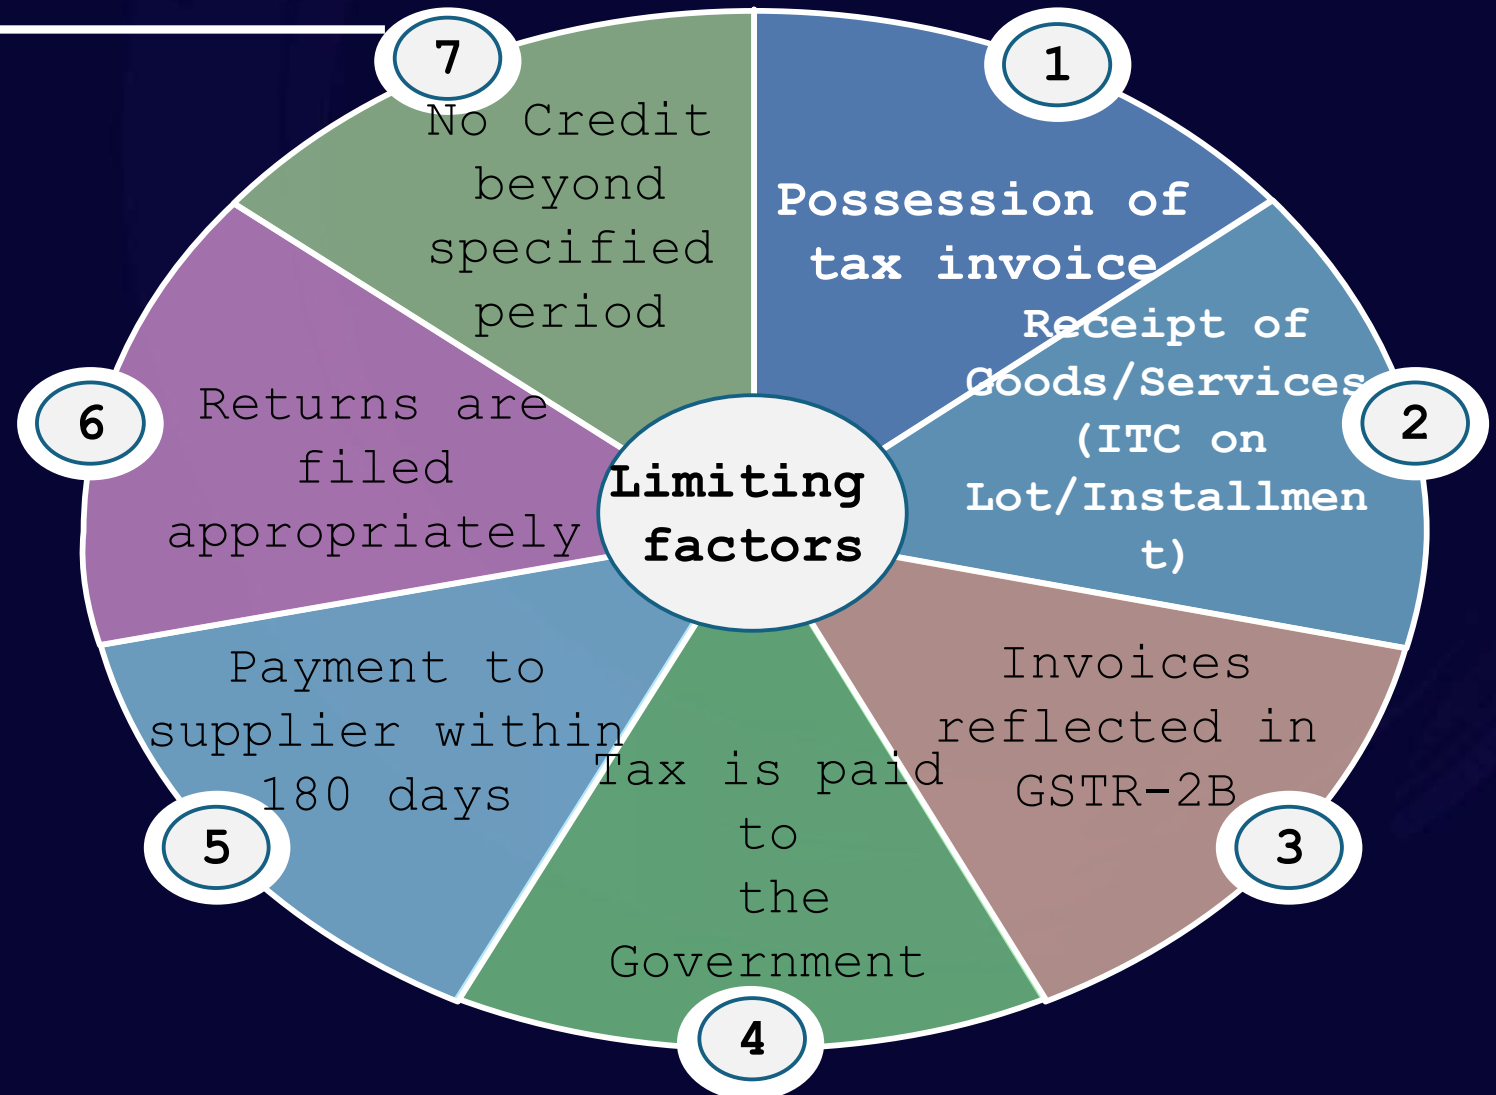 Limiting
factors
1
Possession of
tax invoice
2
Receipt of
Goods/Services
(ITC on
Lot/Installmen
t)
3
Invoices
reflected in
GSTR-2B
4
Tax is paid
to
the
Government
5
Payment to
supplier within
180 days
6
Returns are
filed
appropriately
7
No Credit
beyond
specified
period